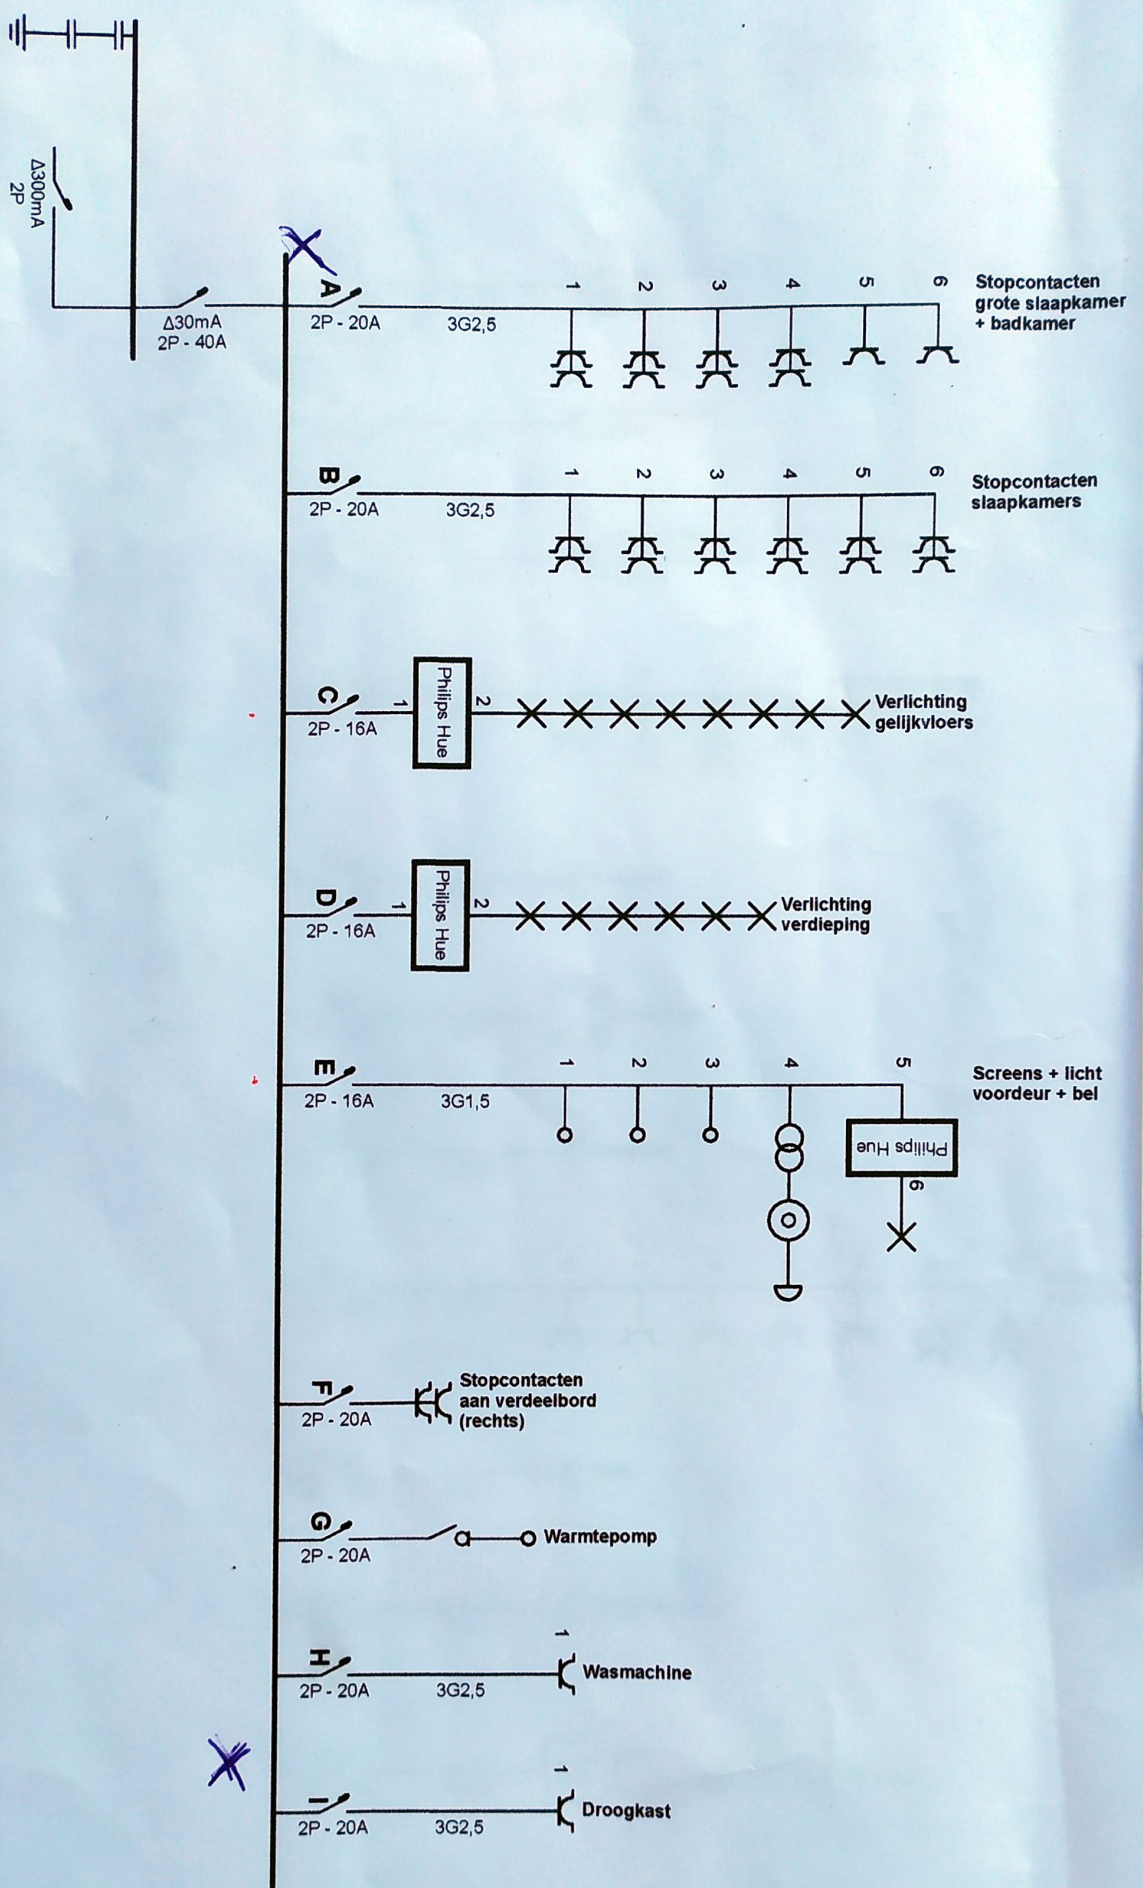 Δ300mA
2P
Δ30mA
2P - 40A
A
2P - 20A
3G2,5
1 2 3 4 5 6
Stopcontacten
grote slaapkamer
+ badkamer
B
2P - 20A
3G2,5
1 2 3 4 5 6
Stopcontacten
slaapkamers
C
2P - 16A
1
Philips Hue
2
Verlichting
gelijkvloers
D
2P - 16A
1
Philips Hue
2
Verlichting
verdieping
E
2P - 16A
3G1,5
1 2 3 4 5
Philips Hue
6
Screens + licht
voordeur + bel
F
2P - 20A
Stopcontacten
aan verdeelbord
(rechts)
G
2P - 20A
Warmtepomp
H
2P - 20A
3G2,5
1
Wasmachine
I
2P - 20A
3G2,5
1
Droogkast